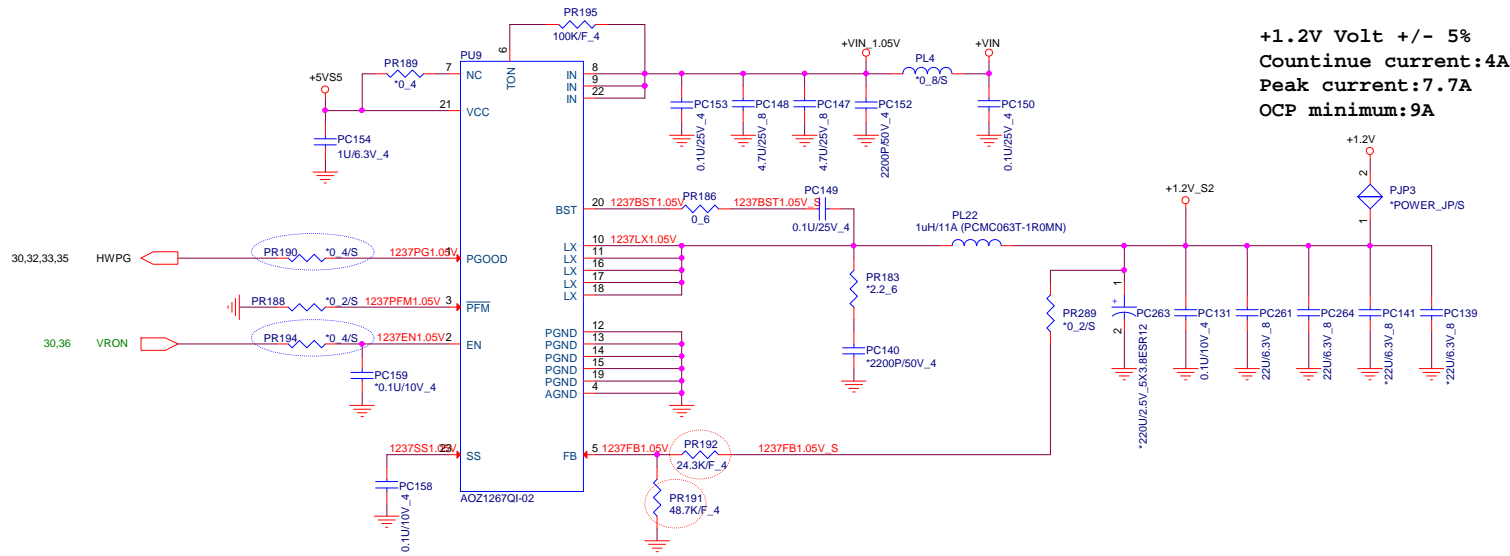 +1.2V Volt +/- 5%
Countinue current:4A
Peak current:7.7A
OCP minimum:9A
PR195
100K/F_4
PU9
6
TON
+5VS5
PR189
*0_4
7
NC
21
VCC
PC154
1U/6.3V_4
IN
8
IN
9
IN
22
+VIN_1.05V
PL4
*0_8/S
+VIN
PC153
0.1U/25V_4
PC148
4.7U/25V_8
PC147
4.7U/25V_8
PC152
2200P/50V_4
PC150
0.1U/25V_4
BST
20
1237BST1.05V
PR186
0_6
1237BST1.05V_S
PC149
0.1U/25V_4
30,32,33,35
HWPG
PR190
*0_4/S
1237PG1.05V
1
PGOOD
PR188
*0_2/S
1237PFM1.05V
3
PFM
30,36
VRON
PR194
*0_4/S
1237EN1.05V
2
EN
PC159
*0.1U/10V_4
LX
10
1237LX1.05V
LX
11
LX
16
LX
17
LX
18
PL22
1uH/11A (PCMC063T-1R0MN)
PR183
*2.2_6
PC140
*2200P/50V_4
PGND
12
PGND
13
PGND
14
PGND
15
PGND
19
AGND
4
+1.2V_S2
+1.2V
2
PJP3
*POWER_JP/S
1
PR289
*0_2/S
1
+
2
PC263
*220U/2.5V_5X3.8ESR12
PC131
0.1U/10V_4
PC261
22U/6.3V_8
PC264
22U/6.3V_8
PC141
*22U/6.3V_8
PC139
*22U/6.3V_8
1237SS1.05V
23
SS
PC158
0.1U/10V_4
FB
5
1237FB1.05V
PR192
24.3K/F_4
1237FB1.05V_S
PR191
48.7K/F_4
AOZ1267QI-02